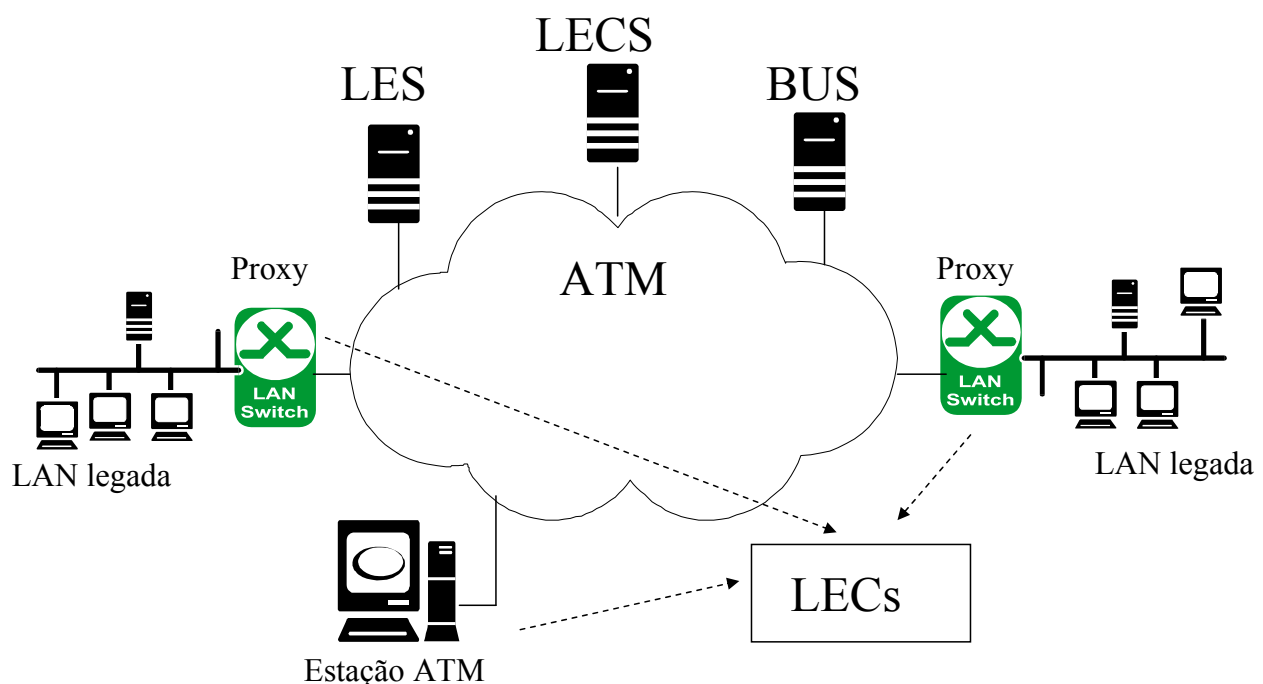 LECS
LES
BUS
Proxy
ATM
Proxy
LAN
Switch
LAN
Switch
LAN legada
LAN legada
LECs
Estação ATM